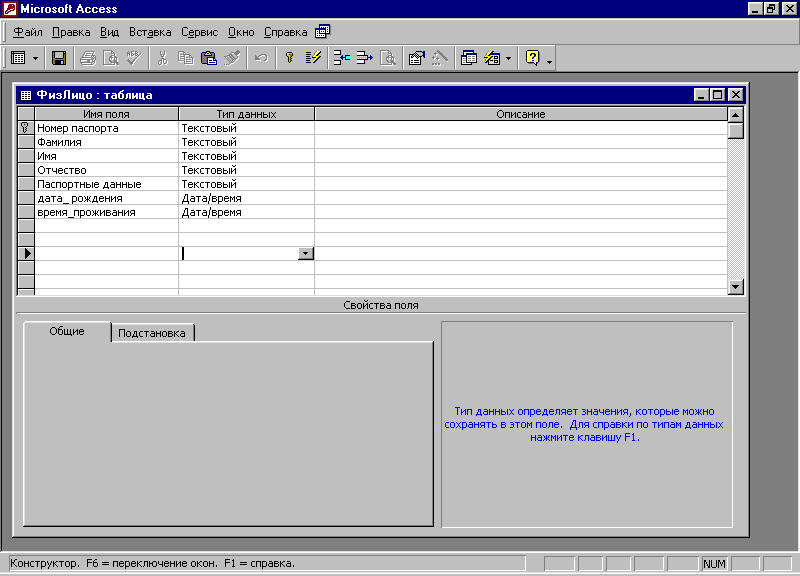 Microsoft Access
Файл Правка Вид Вставка Сервис Окно Справка
ФизЛицо : таблица
Имя поля Тип данных Описание
Номер паспорта Текстовый
Фамилия Текстовый
Имя Текстовый
Отчество Текстовый
Паспортные данные Текстовый
дата_ рождения Дата/время
время_проживания Дата/время
Свойства поля
Общие Подстановка
Тип данных определяет значения, которые можно
сохранять в этом поле. Для справки по типам данных
нажмите клавишу F1.
Конструктор. F6 = переключение окон. F1 = справка. NUM